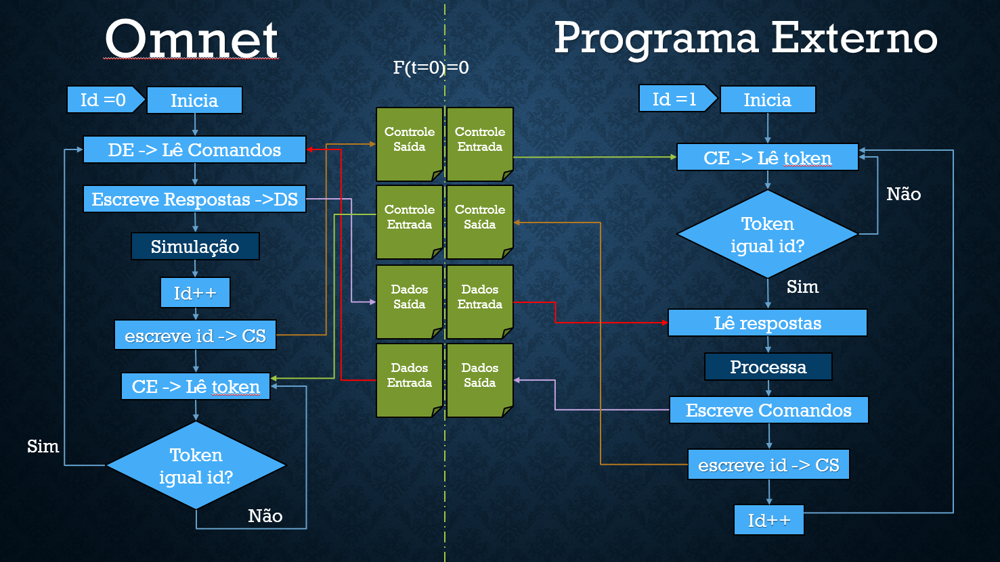 Omnet
Programa Externo
F(t=0)=0
Id =0
Inicia
DE -> Lê Comandos
Escreve Respostas ->DS
Simulação
Id++
escreve id -> CS
CE -> Lê token
Token
igual id?
Sim
Não
Controle
Saída
Controle
Entrada
Controle
Entrada
Controle
Saída
Dados
Saída
Dados
Entrada
Dados
Entrada
Dados
Saída
Id =1
Inicia
CE -> Lê token
Não
Token
igual id?
Sim
Lê respostas
Processa
Escreve Comandos
escreve id -> CS
Id++